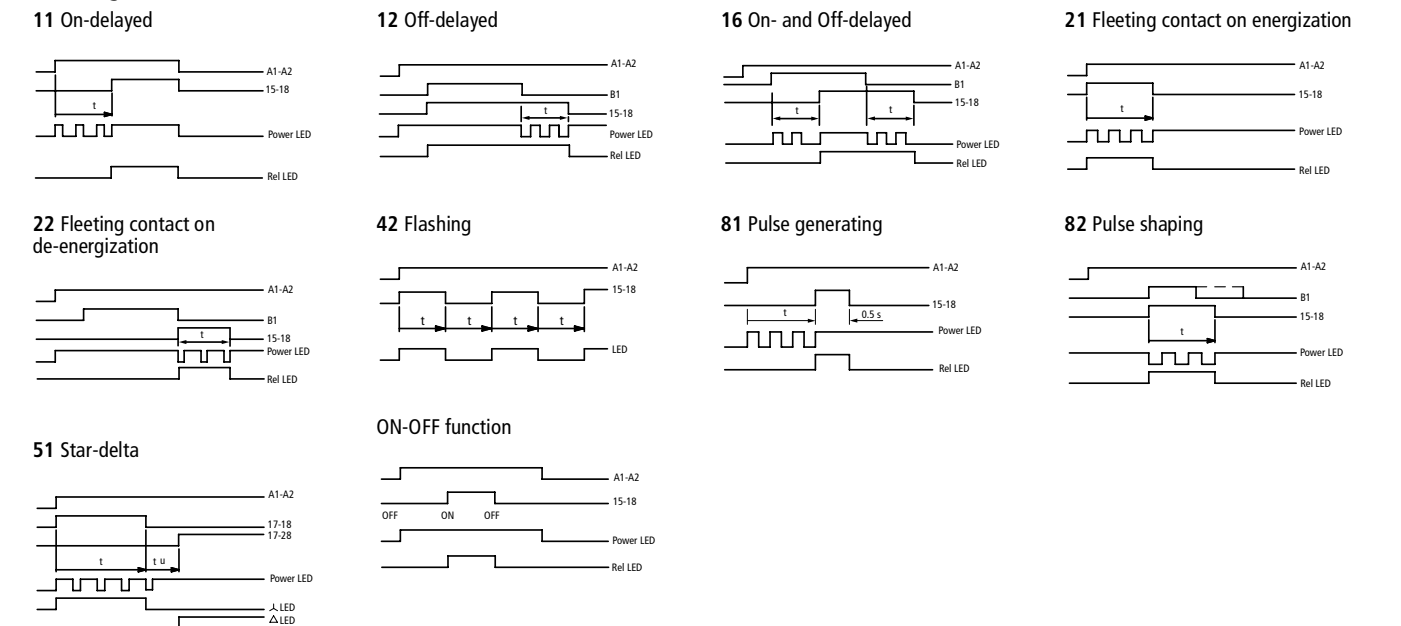 11 On-delayed
A1-A2
15-18
t
Power LED
Rel LED
12 Off-delayed
A1-A2
B1
15-18
t
Power LED
Rel LED
16 On- and Off-delayed
A1-A2
B1
15-18
t
t
Power LED
Rel LED
21 Fleeting contact on energization
A1-A2
15-18
t
Power LED
Rel LED
22 Fleeting contact on
de-energization
A1-A2
B1
15-18
t
Power LED
Rel LED
42 Flashing
A1-A2
15-18
t
t
t
t
LED
81 Pulse generating
A1-A2
15-18
t
0.5 s
Power LED
Rel LED
82 Pulse shaping
A1-A2
B1
15-18
t
Power LED
Rel LED
51 Star-delta
A1-A2
17-18
17-28
t
t u
Power LED
LED
LED
ON-OFF function
A1-A2
15-18
OFF
ON
OFF
Power LED
Rel LED